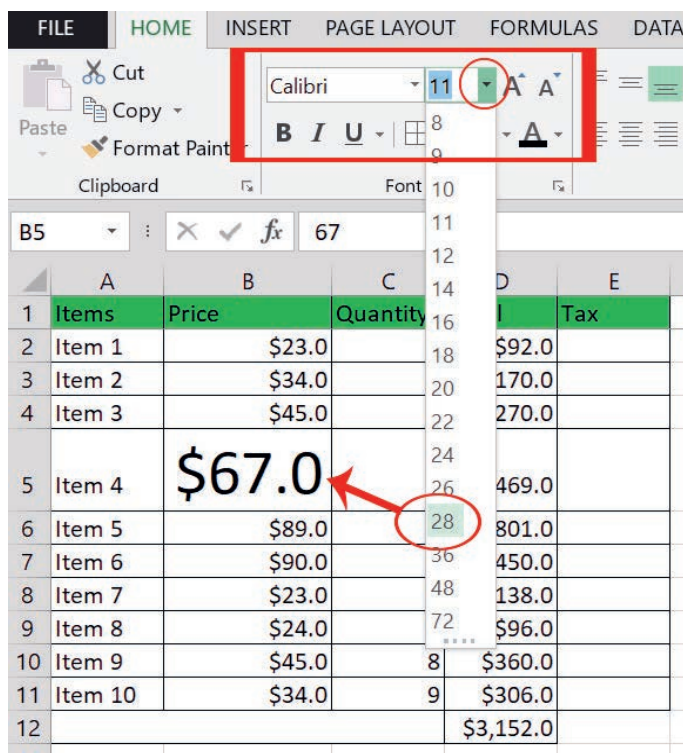 FILE HOME INSERT PAGE LAYOUT FORMULAS DATA
Cut
Copy
Paste
Format Paint
Calibri 11 A A
B I U A
Clipboard Font
8
9
10
11
12
14
16
18
20
22
24
26
28
36
48
72
B5 fx 67
A B C D E
1 Items Price Quantity l Tax
2 Item 1 $23.0 $92.0
3 Item 2 $34.0 170.0
4 Item 3 $45.0 270.0
5 Item 4 $67.0 469.0
6 Item 5 $89.0 801.0
7 Item 6 $90.0 450.0
8 Item 7 $23.0 138.0
9 Item 8 $24.0 $96.0
10 Item 9 $45.0 8 $360.0
11 Item 10 $34.0 9 $306.0
12 $3,152.0